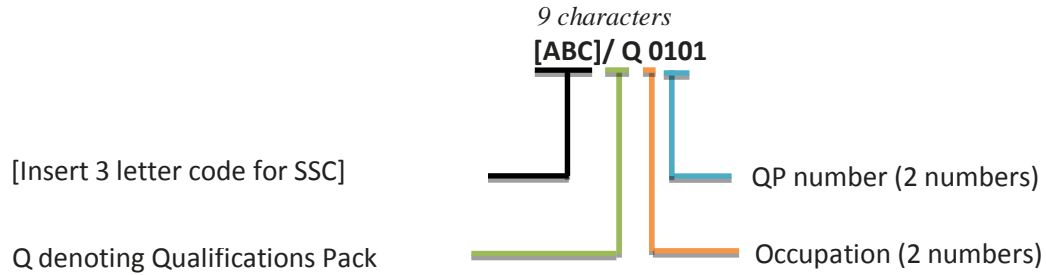 9 characters
[ABC]/ Q 0101
[Insert 3 letter code for SSC]
QP number (2 numbers)
Q denoting Qualifications Pack
Occupation (2 numbers)